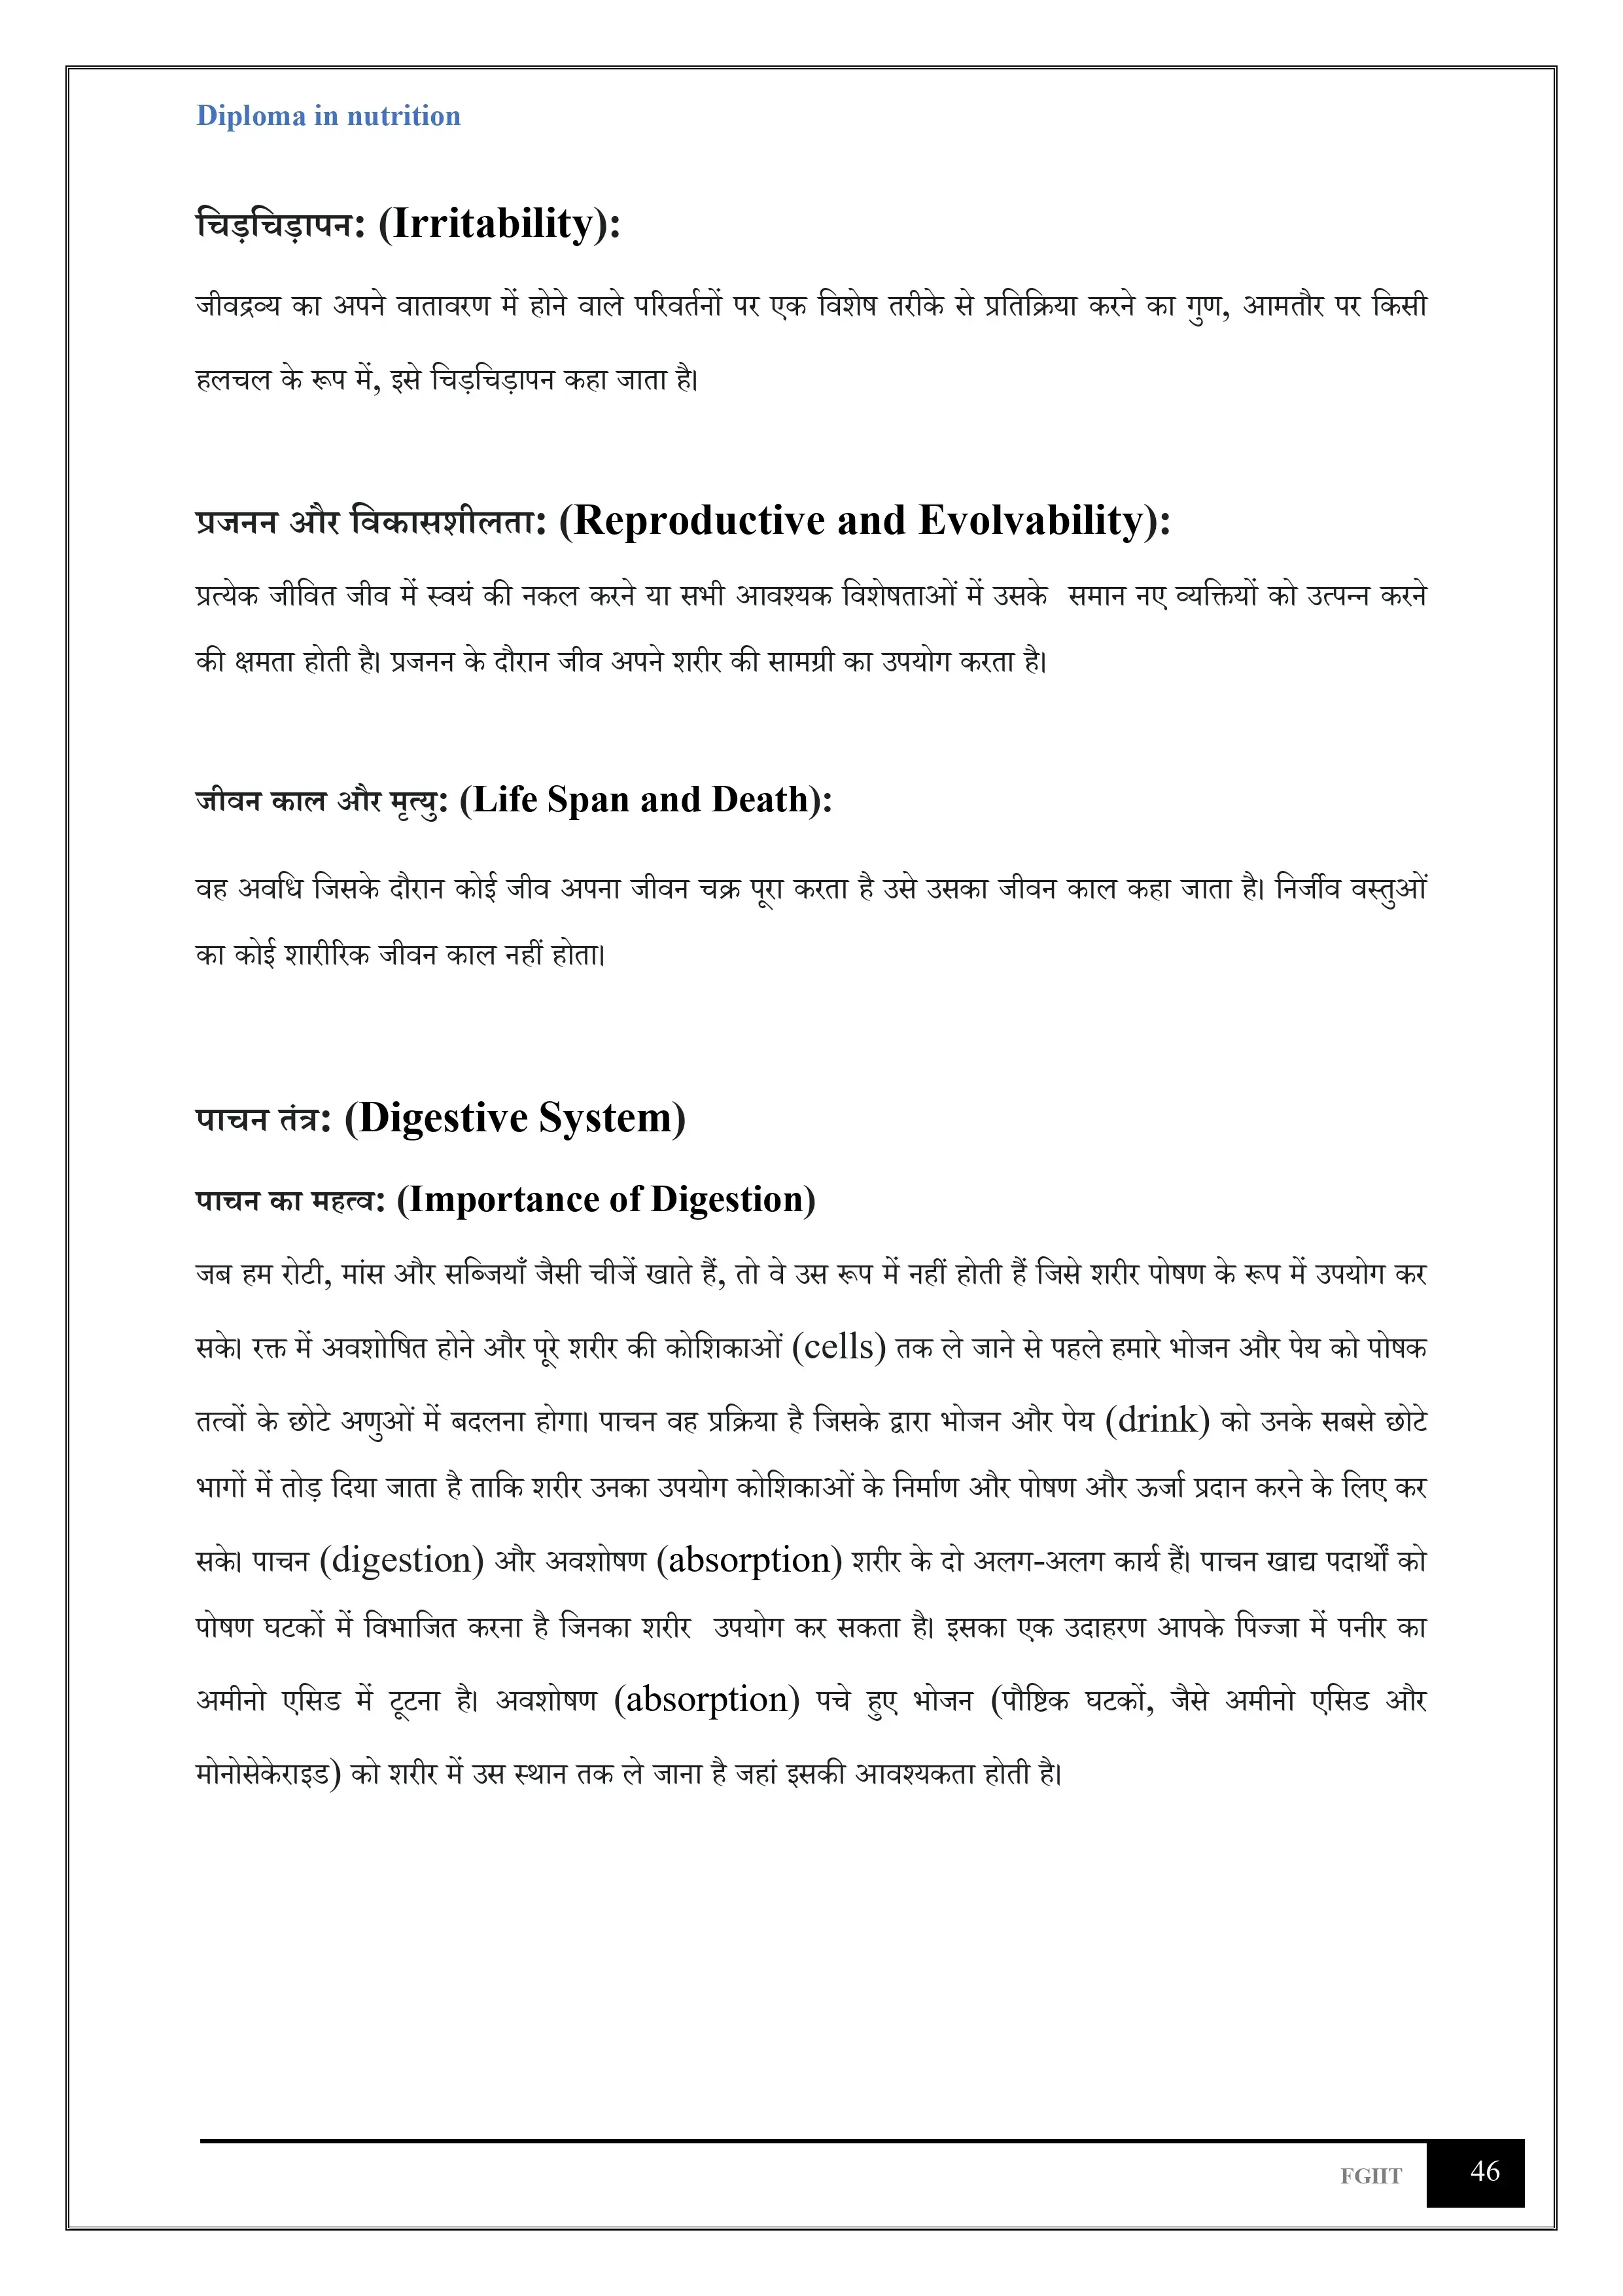 Diploma in nutrition
चिड़चिड़ापन: (Irritability):
जीवद्रव्य का अपने वातावरण में होने वाले परिवर्तनों पर एक विशेष तरीके से प्रतिक्रिया करने का गुण, आमतौर पर किसी
हलचल के रूप में, इसे चिड़चिड़ापन कहा जाता है।
प्रजनन और विकासशीलता: (Reproductive and Evolvability):
प्रत्येक जीवित जीव में स्वयं की नकल करने या सभी आवश्यक विशेषताओं में उसके समान नए व्यक्तियों को उत्पन्न करने
की क्षमता होती है। प्रजनन के दौरान जीव अपने शरीर की सामग्री का उपयोग करता है।
जीवन काल और मृत्यु: (Life Span and Death):
वह अवधि जिसके दौरान कोई जीव अपना जीवन चक्र पूरा करता है उसे उसका जीवन काल कहा जाता है। निर्जीव वस्तुओं
का कोई शारीरिक जीवन काल नहीं होता।
पाचन तंत्र: (Digestive System)
पाचन का महत्व: (Importance of Digestion)
जब हम रोटी, मांस और सब्जियाँ जैसी चीजें खाते हैं, तो वे उस रूप में नहीं होती हैं जिसे शरीर पोषण के रूप में उपयोग कर
सके। रक्त में अवशोषित होने और पूरे शरीर की कोशिकाओं (cells) तक ले जाने से पहले हमारे भोजन और पेय को पोषक
तत्वों के छोटे अणुओं में बदलना होगा। पाचन वह प्रक्रिया है जिसके द्वारा भोजन और पेय (drink) को उनके सबसे छोटे
भागों में तोड़ दिया जाता है ताकि शरीर उनका उपयोग कोशिकाओं के निर्माण और पोषण और ऊर्जा प्रदान करने के लिए कर
सके। पाचन (digestion) और अवशोषण (absorption) शरीर के दो अलग-अलग कार्य हैं। पाचन खाद्य पदार्थों को
पोषण घटकों में विभाजित करना है जिनका शरीर उपयोग कर सकता है। इसका एक उदाहरण आपके पिज्जा में पनीर का
अमीनो एसिड में टूटना है। अवशोषण (absorption) पचे हुए भोजन (पौष्टिक घटकों, जैसे अमीनो एसिड और
मोनोसेकेराइड) को शरीर में उस स्थान तक ले जाना है जहां इसकी आवश्यकता होती है।
FGIIT 46